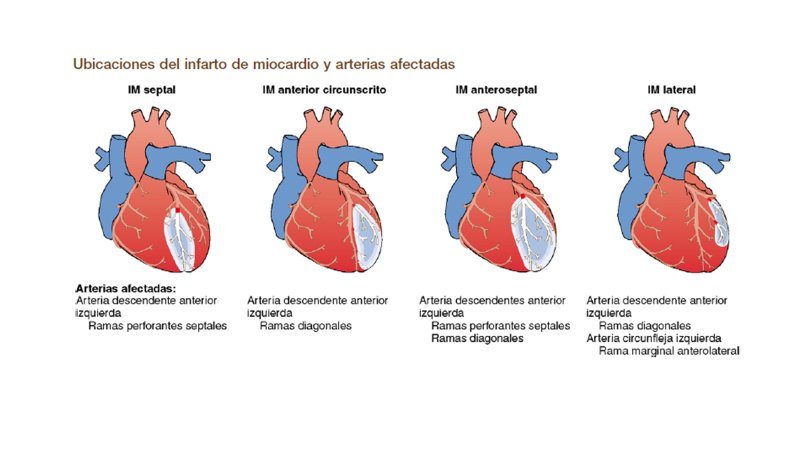 Ubicaciones del infarto de miocardio y arterias afectadas
IM septal
IM anterior circunscrito
IM anteroseptal
IM lateral
Arterias afectadas:
Arteria descendente anterior
izquierda
Ramas perforantes septales
Arteria descendente anterior
izquierda
Ramas diagonales
Arteria descendentes anterior
izquierda
Ramas perforantes septales
Ramas diagonales
Arteria descendente anterior
izquierda
Ramas diagonales
Arteria circunfleja izquierda
Rama marginal anterolateral